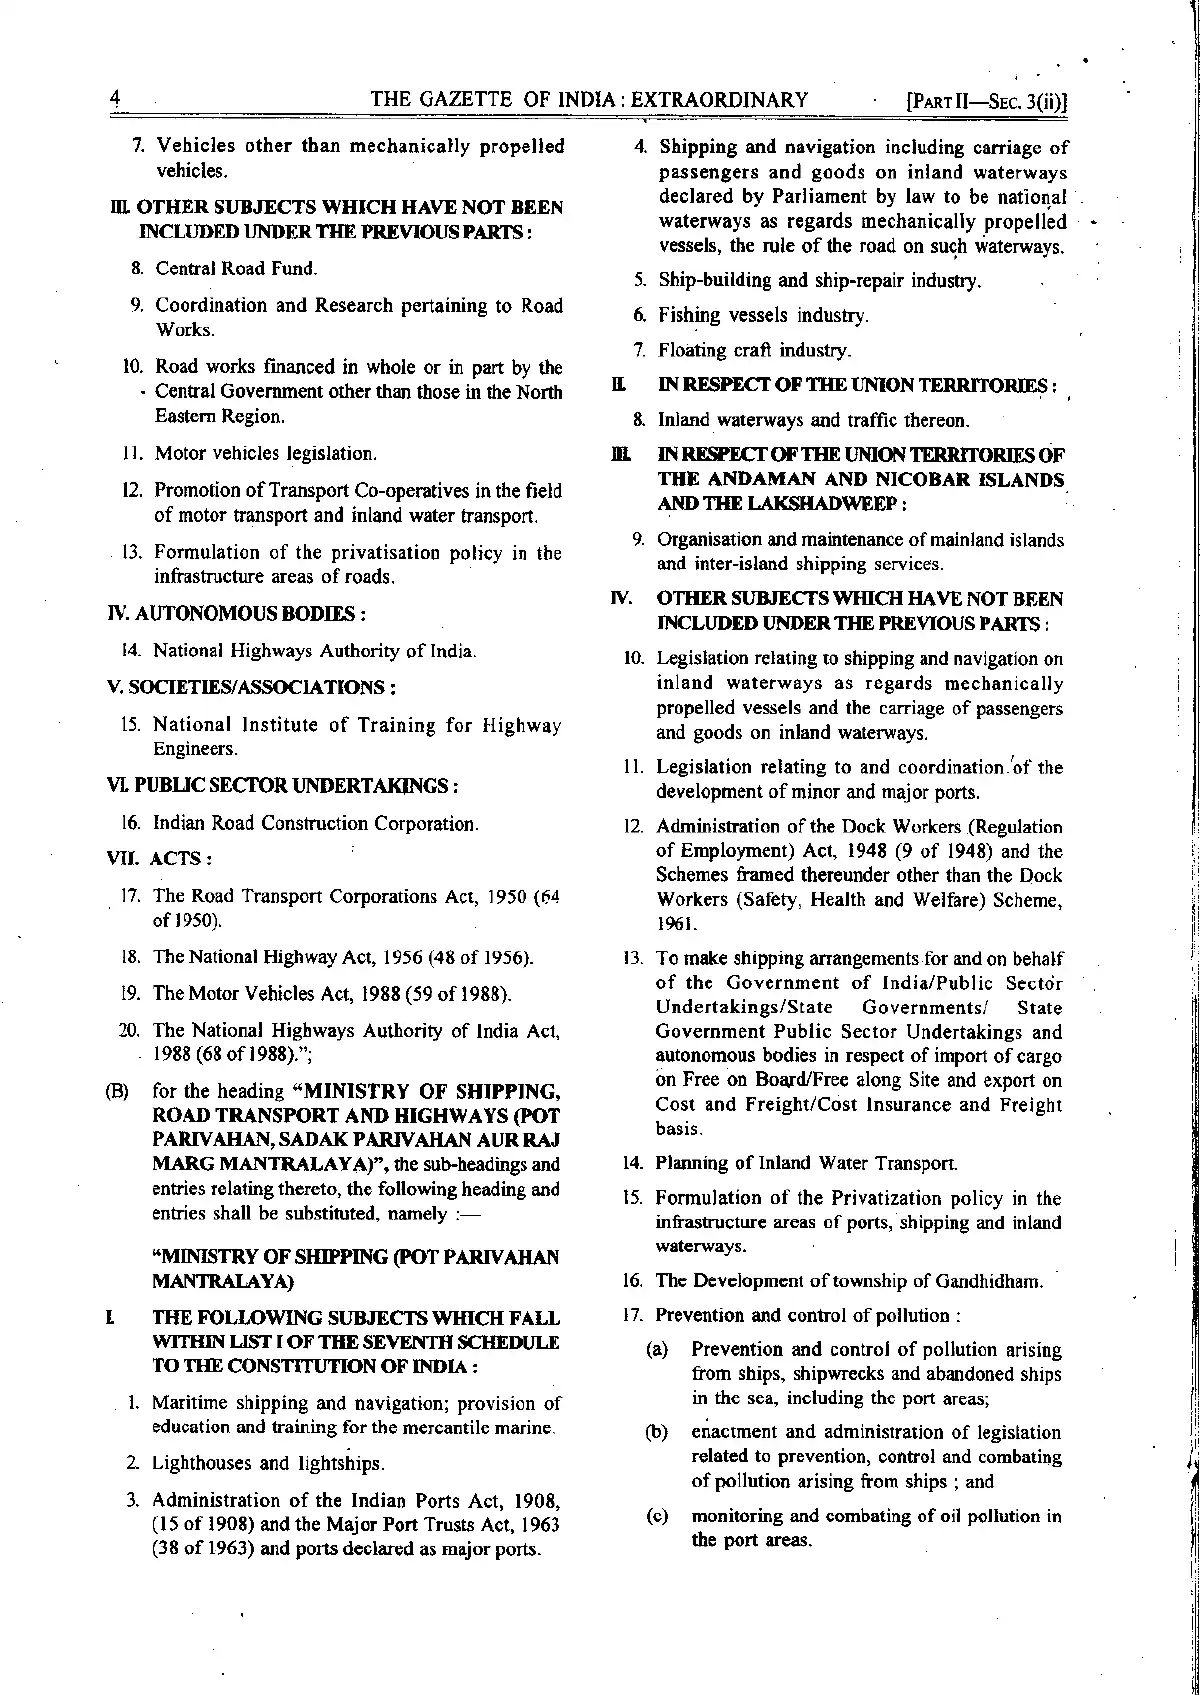 4 THE GAZETTE OF INDIA : EXTRAORDINARY [PART II—SEC. 3(ii)]
7. Vehicles other than mechanically propelled
vehicles.
III. OTHER SUBJECTS WHICH HAVE NOT BEEN
INCLUDED UNDER THE PREVIOUS PARTS :
8. Central Road Fund.
9. Coordination and Research pertaining to Road
Works.
10. Road works financed in whole or in part by the
Central Government other than those in the North
Eastern Region.
11. Motor vehicles legislation.
12. Promotion of Transport Co-operatives in the field
of motor transport and inland water transport.
13. Formulation of the privatisation policy in the
infrastructure areas of roads.
IV. AUTONOMOUS BODIES :
14. National Highways Authority of India.
V. SOCIETIES/ASSOCIATIONS :
15. National Institute of Training for Highway
Engineers.
VI. PUBLIC SECTOR UNDERTAKINGS :
16. Indian Road Construction Corporation.
VII. ACTS :
17. The Road Transport Corporations Act, 1950 (64
of 1950).
18. The National Highway Act, 1956 (48 of 1956).
19. The Motor Vehicles Act, 1988 (59 of 1988).
20. The National Highways Authority of India Act,
1988 (68 of 1988).”;
(B) for the heading “MINISTRY OF SHIPPING,
ROAD TRANSPORT AND HIGHWAYS (POT
PARIVAHAN, SADAK PARIVAHAN AUR RAJ
MARG MANTRALAYA)”, the sub-headings and
entries relating thereto, the following heading and
entries shall be substituted, namely :—
“MINISTRY OF SHIPPING (POT PARIVAHAN
MANTRALAYA)
I. THE FOLLOWING SUBJECTS WHICH FALL
WITHIN LIST I OF THE SEVENTH SCHEDULE
TO THE CONSTITUTION OF INDIA :
1. Maritime shipping and navigation; provision of
education and training for the mercantile marine.
2. Lighthouses and lightships.
3. Administration of the Indian Ports Act, 1908,
(15 of 1908) and the Major Port Trusts Act, 1963
(38 of 1963) and ports declared as major ports.
4. Shipping and navigation including carriage of
passengers and goods on inland waterways
declared by Parliament by law to be national
waterways as regards mechanically propelled
vessels, the rule of the road on such waterways.
5. Ship-building and ship-repair industry.
6. Fishing vessels industry.
7. Floating craft industry.
II. IN RESPECT OF THE UNION TERRITORIES :
8. Inland waterways and traffic thereon.
III. IN RESPECT OF THE UNION TERRITORIES OF
THE ANDAMAN AND NICOBAR ISLANDS
AND THE LAKSHADWEEP :
9. Organisation and maintenance of mainland islands
and inter-island shipping services.
IV. OTHER SUBJECTS WHICH HAVE NOT BEEN
INCLUDED UNDER THE PREVIOUS PARTS :
10. Legislation relating to shipping and navigation on
inland waterways as regards mechanically
propelled vessels and the carriage of passengers
and goods on inland waterways.
11. Legislation relating to and coordination of the
development of minor and major ports.
12. Administration of the Dock Workers (Regulation
of Employment) Act, 1948 (9 of 1948) and the
Schemes framed thereunder other than the Dock
Workers (Safety, Health and Welfare) Scheme,
1961.
13. To make shipping arrangements for and on behalf
of the Government of India/Public Sector
Undertakings/State Governments/ State
Government Public Sector Undertakings and
autonomous bodies in respect of import of cargo
on Free on Board/Free along Site and export on
Cost and Freight/Cost Insurance and Freight
basis.
14. Planning of Inland Water Transport.
15. Formulation of the Privatization policy in the
infrastructure areas of ports, shipping and inland
waterways.
16. The Development of township of Gandhidham.
17. Prevention and control of pollution :
(a) Prevention and control of pollution arising
from ships, shipwrecks and abandoned ships
in the sea, including the port areas;
(b) enactment and administration of legislation
related to prevention, control and combating
of pollution arising from ships ; and
(c) monitoring and combating of oil pollution in
the port areas.